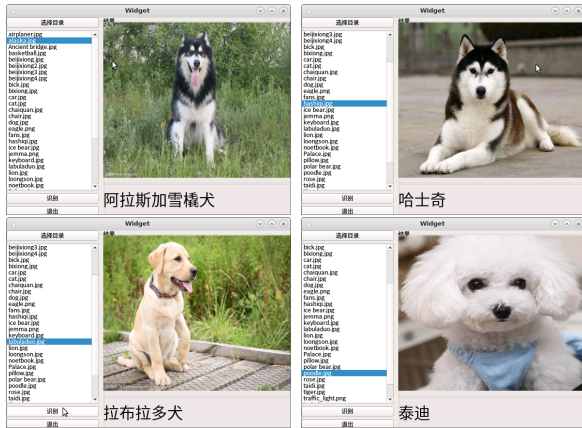 Widget
选择目录
结果
airplaner.jpg
alaska.jpg
Ancient bridge.jpg
basketball.jpg
beijixiong.jpg
beijixiong2.jpg
beijixiong3.jpg
beijixiong4.jpg
bick.jpg
bixiong.jpg
car.jpg
cat.jpg
chaiquan.jpg
chair.jpg
dog.jpg
eagle.png
fans.jpg
hashiqi.jpg
ice bear.jpg
jemma.png
keyboard.jpg
labuladuo.jpg
lion.jpg
loongson.jpg
noetbook.jpg
识别
退出
阿拉斯加雪橇犬
Widget
选择目录
结果
beijixiong3.jpg
beijixiong4.jpg
bick.jpg
bixiong.jpg
car.jpg
cat.jpg
chaiquan.jpg
chair.jpg
dog.jpg
eagle.png
fans.jpg
hashiqi.jpg
ice bear.jpg
jemma.png
keyboard.jpg
labuladuo.jpg
lion.jpg
loongson.jpg
noetbook.jpg
Palace.jpg
pillow.jpg
polar bear.jpg
poodle.jpg
rose.jpg
taidi.jpg
识别
退出
哈士奇
Widget
选择目录
结果
beijixiong3.jpg
beijixiong4.jpg
bick.jpg
bixiong.jpg
car.jpg
cat.jpg
chaiquan.jpg
chair.jpg
dog.jpg
eagle.png
fans.jpg
hashiqi.jpg
ice bear.jpg
jemma.png
keyboard.jpg
labuladuo.jpg
lion.jpg
loongson.jpg
noetbook.jpg
Palace.jpg
pillow.jpg
polar bear.jpg
poodle.jpg
rose.jpg
taidi.jpg
识别
退出
拉布拉多犬
Widget
选择目录
结果
bick.jpg
bixiong.jpg
car.jpg
cat.jpg
chaiquan.jpg
chair.jpg
dog.jpg
eagle.png
fans.jpg
hashiqi.jpg
ice bear.jpg
jemma.png
keyboard.jpg
labuladuo.jpg
lion.jpg
loongson.jpg
noetbook.jpg
Palace.jpg
pillow.jpg
polar bear.jpg
poodle.jpg
rose.jpg
taidi.jpg
tiger.jpg
traffic_light.png
识别
退出
泰迪